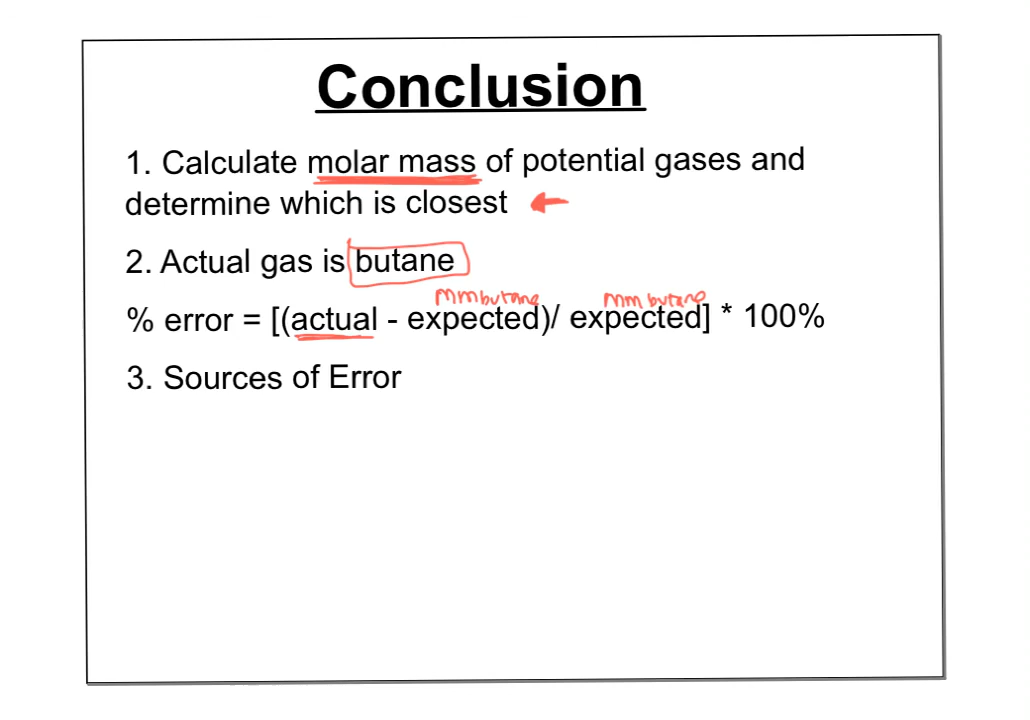 Conclusion
1. Calculate molar mass of potential gases and
determine which is closest
2. Actual gas is butane
Mmbutane Mm butane
% error = [(actual - expected)/ expected] * 100%
3. Sources of Error